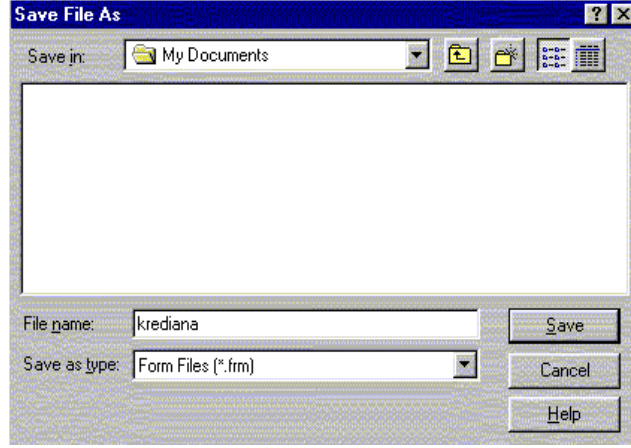 Save File As
Save in: My Documents
File name: krediana Save
Save as type: Form Files (*.frm) Cancel
Help